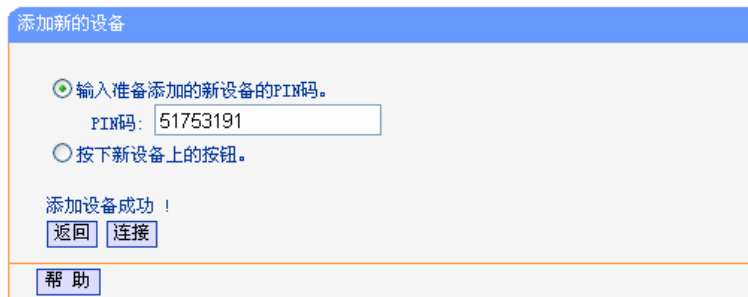 添加新的设备
输入准备添加的新设备的PIN码。
PIN码: 51753191
按下新设备上的按钮。
添加设备成功 !
返回 连接
帮 助